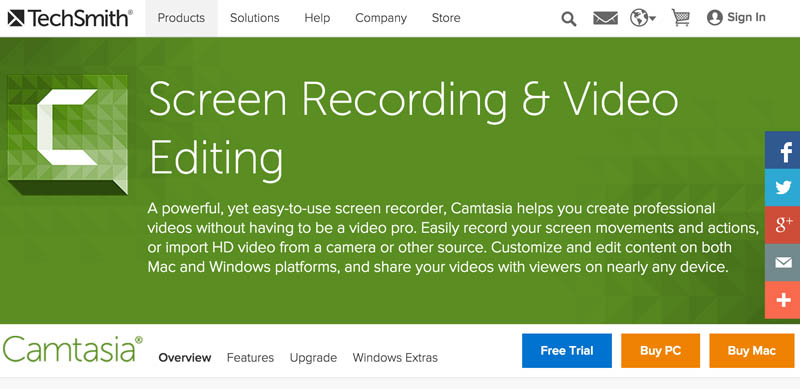 TechSmith®
Products Solutions Help Company Store Sign In
Screen Recording & Video
Editing
A powerful, yet easy-to-use screen recorder, Camtasia helps you create professional
videos without having to be a video pro. Easily record your screen movements and actions,
or import HD video from a camera or other source. Customize and edit content on both
Mac and Windows platforms, and share your videos with viewers on nearly any device.
f
g+
Camtasia®
Overview Features Upgrade Windows Extras
Free Trial Buy PC Buy Mac